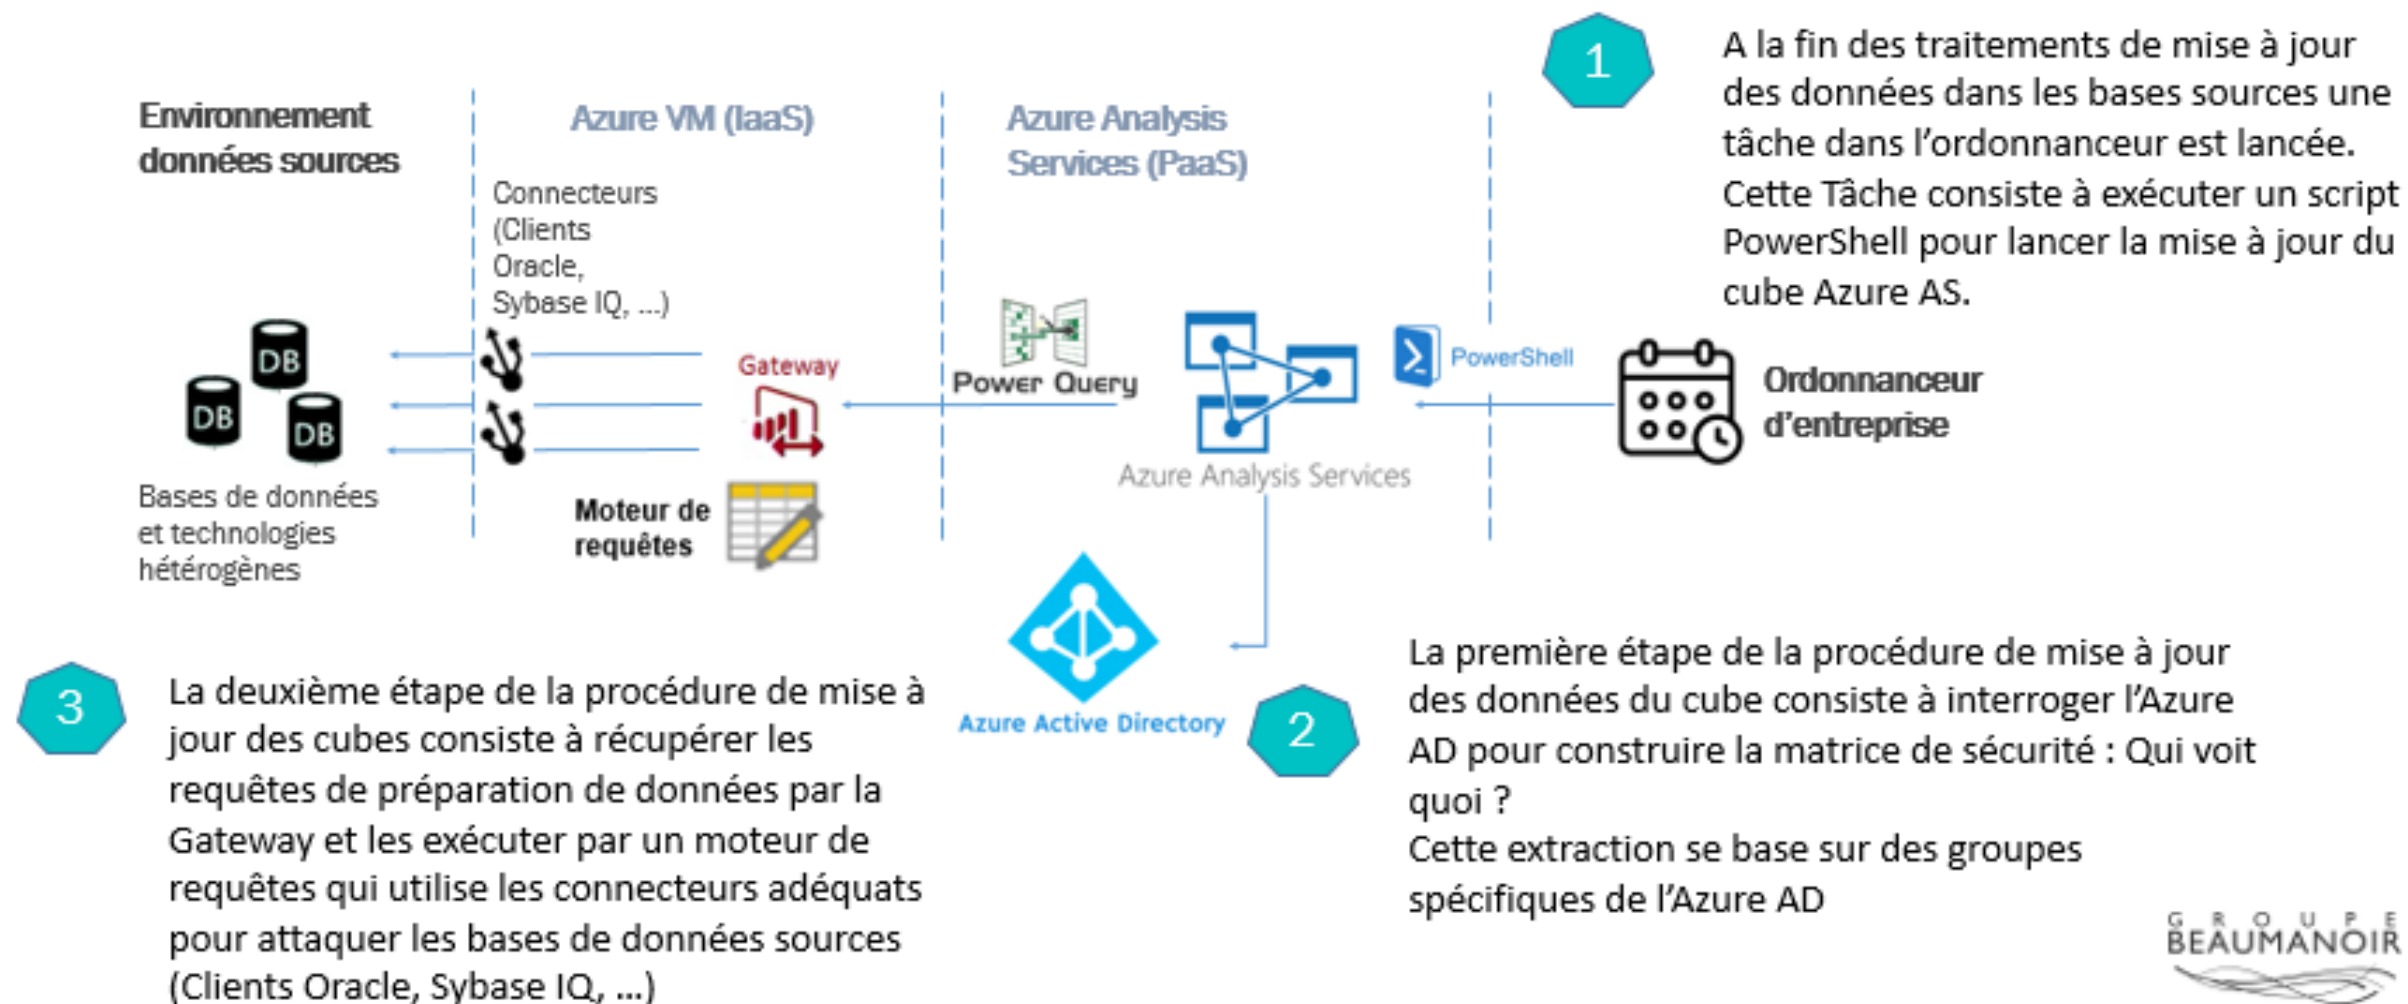 1
A la fin des traitements de mise à jour
des données dans les bases sources une
tâche dans l'ordonnanceur est lancée.
Cette Tâche consiste à exécuter un script
PowerShell pour lancer la mise à jour du
cube Azure AS.
Environnement
données sources
Azure VM (IaaS)
Azure Analysis
Services (PaaS)
Connecteurs
(Clients
Oracle,
Sybase IQ, ...)
DB
DB
DB
Gateway
Power Query
PowerShell
Ordonnanceur
d'entreprise
Azure Analysis Services
Bases de données
et technologies
hétérogènes
Moteur de
requêtes
Azure Active Directory
2
La première étape de la procédure de mise à jour
des données du cube consiste à interroger l'Azure
AD pour construire la matrice de sécurité : Qui voit
quoi ?
Cette extraction se base sur des groupes
spécifiques de l'Azure AD
3
La deuxième étape de la procédure de mise à
jour des cubes consiste à récupérer les
requêtes de préparation de données par la
Gateway et les exécuter par un moteur de
requêtes qui utilise les connecteurs adéquats
pour attaquer les bases de données sources
(Clients Oracle, Sybase IQ, ...)
GROUPE
BEAUMANOIR